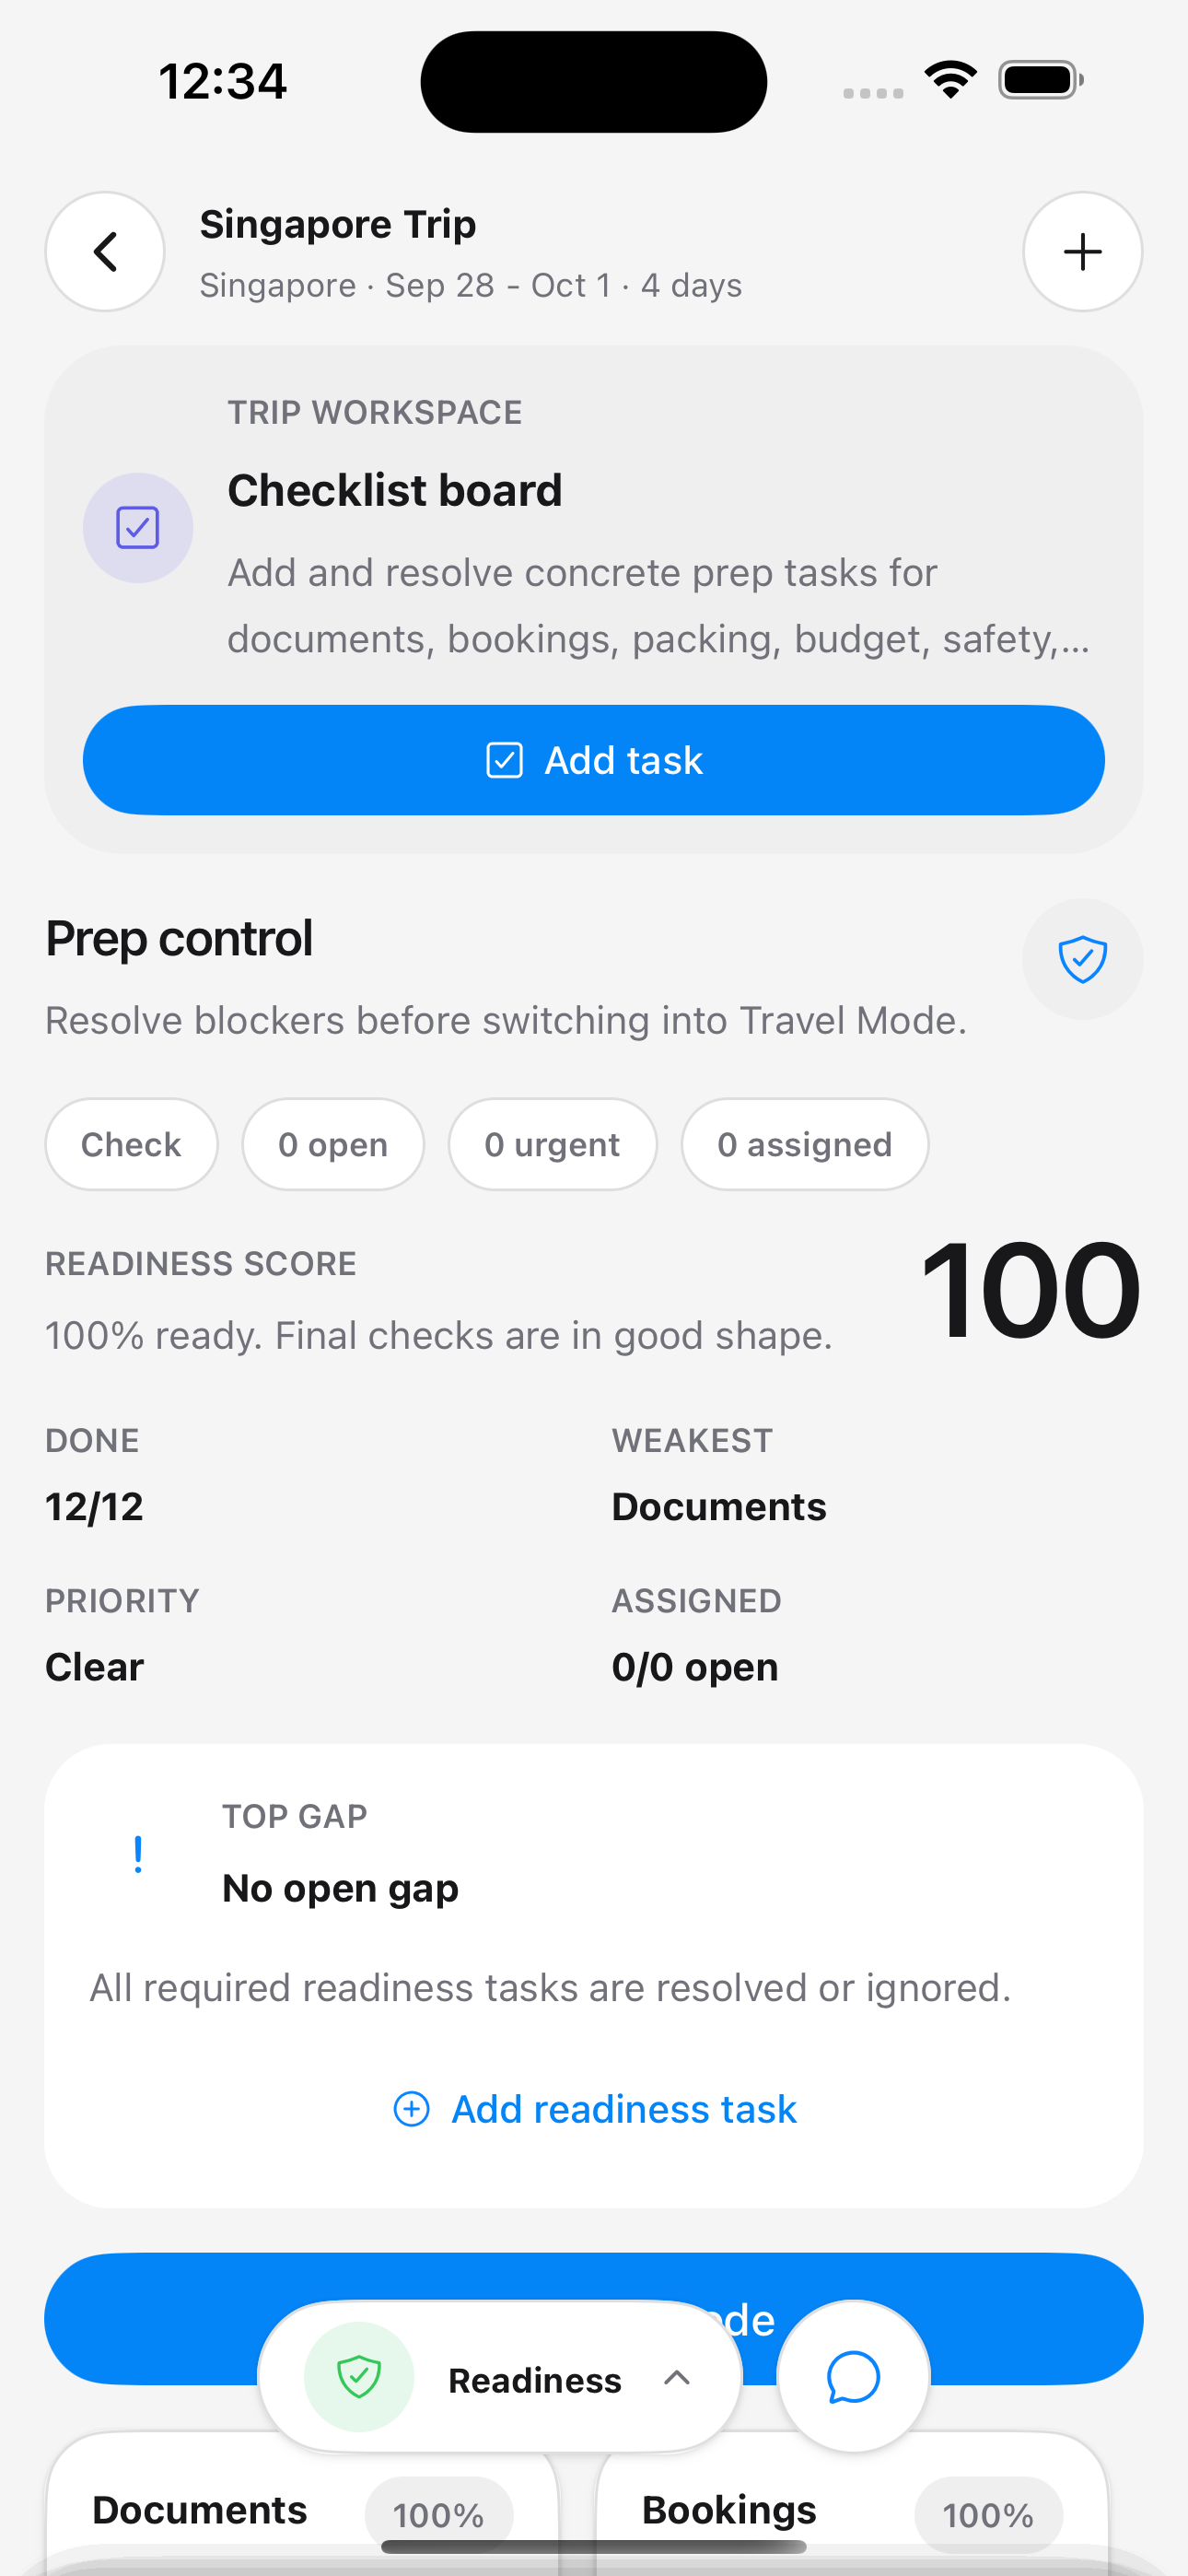 12:34
Singapore Trip
Singapore · Sep 28 - Oct 1 · 4 days
TRIP WORKSPACE
Checklist board
Add and resolve concrete prep tasks for
documents, bookings, packing, budget, safety,...
Add task
Prep control
Resolve blockers before switching into Travel Mode.
Check
0 open
0 urgent
0 assigned
READINESS SCORE
100
100% ready. Final checks are in good shape.
DONE
12/12
WEAKEST
Documents
PRIORITY
Clear
ASSIGNED
0/0 open
TOP GAP
No open gap
All required readiness tasks are resolved or ignored.
Add readiness task
Readiness
Documents
100%
Bookings
100%